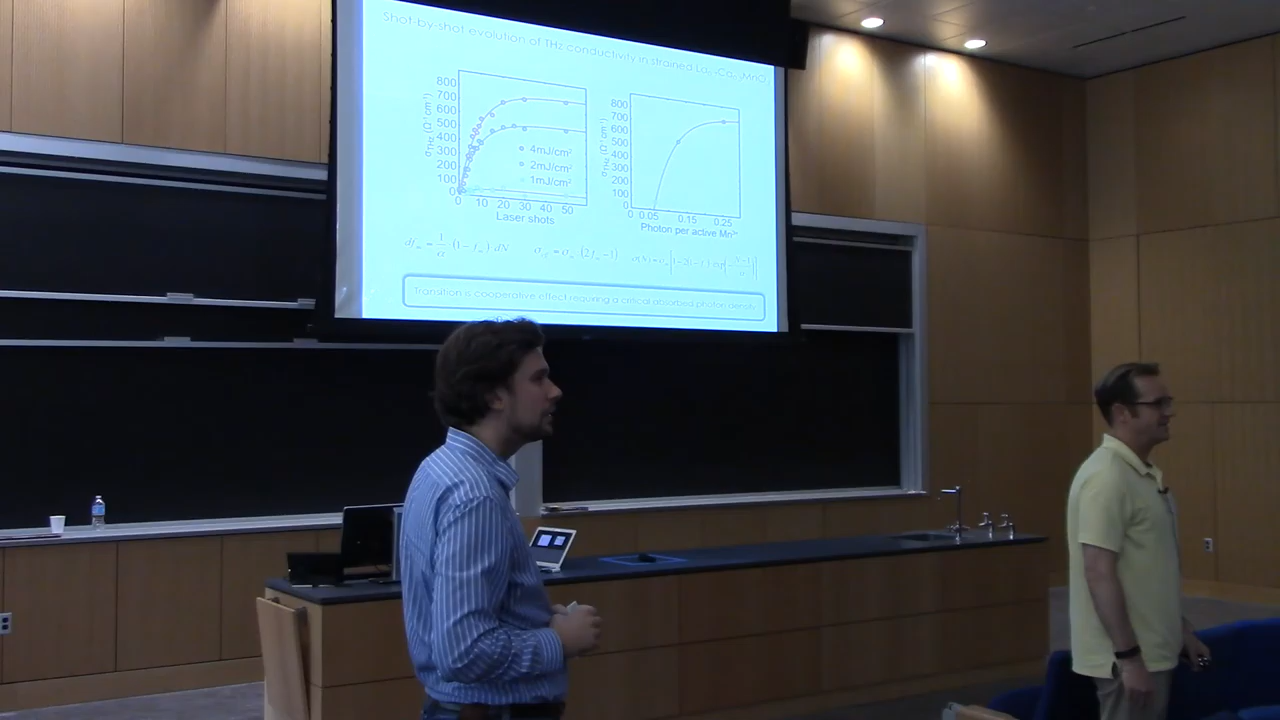 Shot-by-shot evolution of THz conductivity in strained La₀.₇Ca₀.₃MnO₃
800
700
600
500
400
300
200
100
0
σTHz (Ω⁻¹cm⁻¹)
4mJ/cm²
2mJ/cm²
1mJ/cm²
0 10 20 30 40 50
Laser shots
800
700
600
500
400
300
200
100
0
σTHz (Ω⁻¹cm⁻¹)
0 0.05 0.15 0.25
Photon per active Mn³⁺
Transition is cooperative effect requiring a critical absorbed photon density